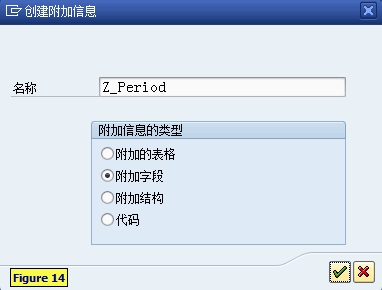 创建附加信息
名称 Z_Period
附加信息的类型
附加的表格
附加字段
附加结构
代码
Figure 14